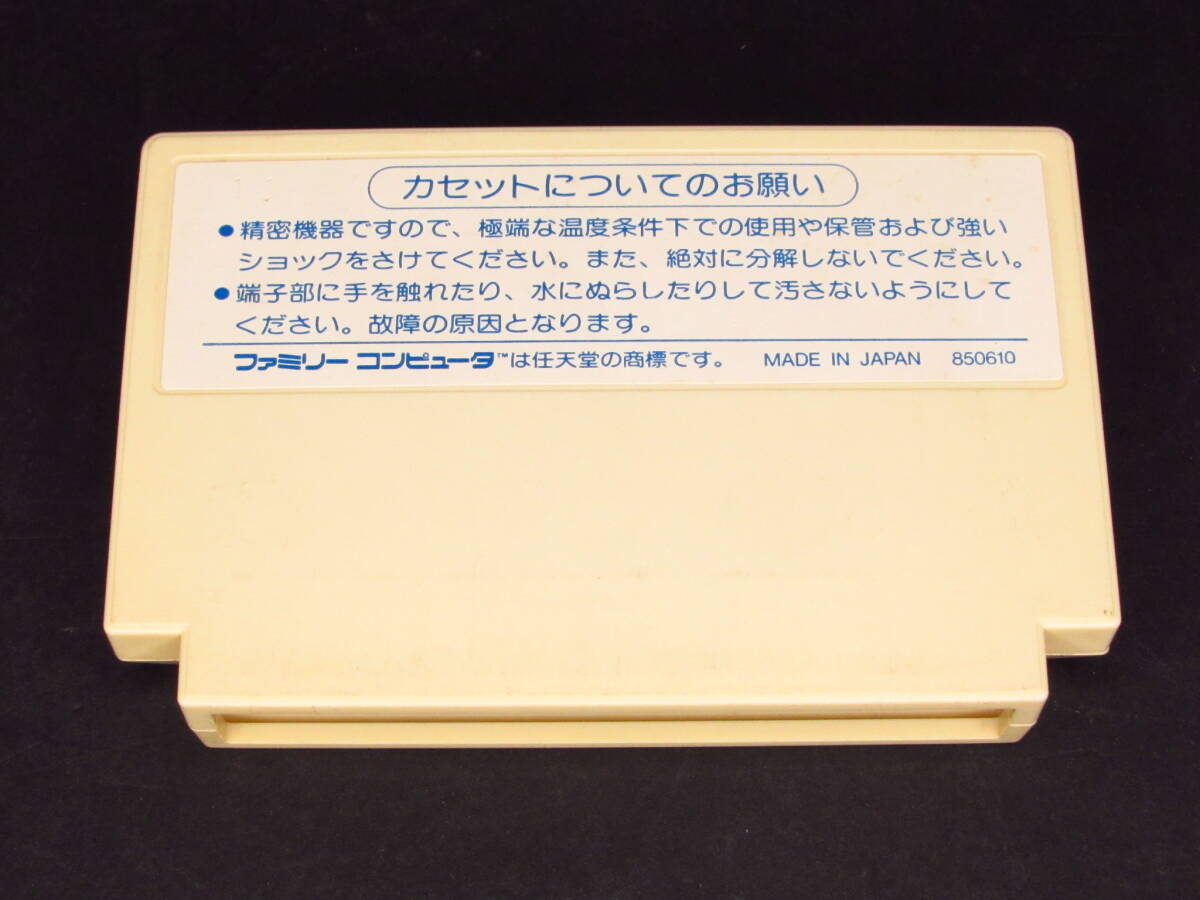 カセットについてのお願い
●精密機器ですので、極端な温度条件下での使用や保管および強い
ショックをさけてください。また、絶対に分解しないでください。
●端子部に手を触れたり、水にぬらしたりして汚さないようにして
ください。故障の原因となります。
ファミリー コンピュータ™は任天堂の商標です。 MADE IN JAPAN 850610